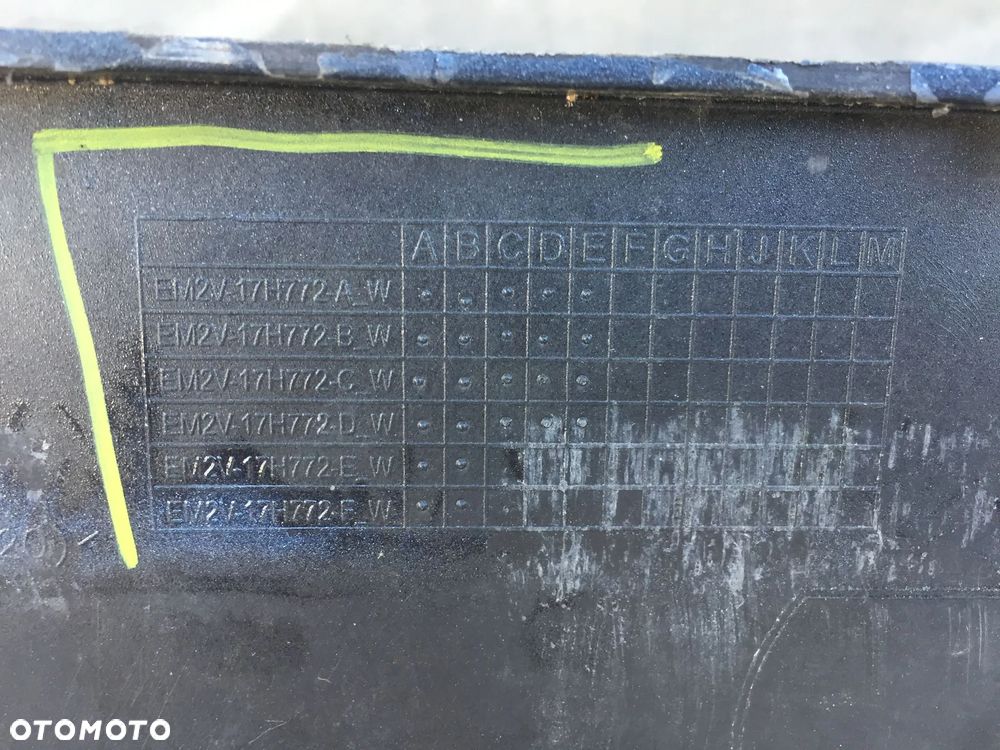 A B C D E F G H J K L M
EM2V-17H772-A_W
EM2V-17H772-B_W
EM2V-17H772-C_W
EM2V-17H772-D_W
EM2V-17H772-E_W
EM2V-17H772-F_W
OTOMOTO